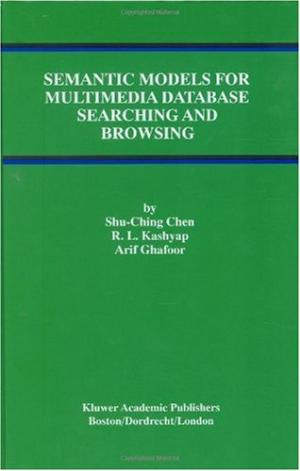 SEMANTIC MODELS FOR
MULTIMEDIA DATABASE
SEARCHING AND
BROWSING
by
Shu-Ching Chen
R. L. Kashyap
Arif Ghafoor
Kluwer Academic Publishers
Boston/Dordrecht/London